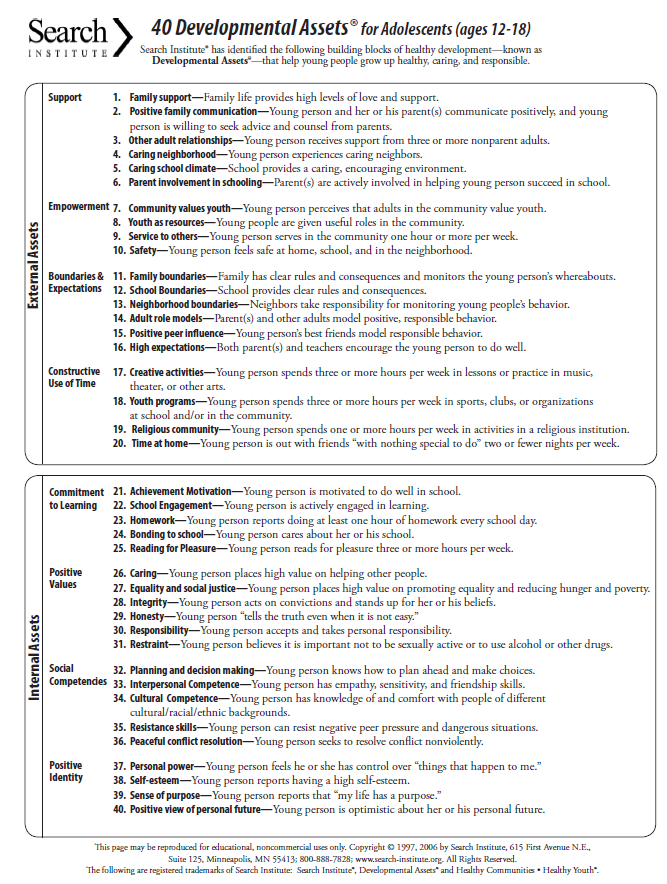 Search
INSTITUTE
40 Developmental Assets® for Adolescents (ages 12-18)
Search Institute® has identified the following building blocks of healthy development—known as
Developmental Assets®—that help young people grow up healthy, caring, and responsible.
External Assets
Support
1. Family support—Family life provides high levels of love and support.
2. Positive family communication—Young person and her or his parent(s) communicate positively, and young
person is willing to seek advice and counsel from parents.
3. Other adult relationships—Young person receives support from three or more nonparent adults.
4. Caring neighborhood—Young person experiences caring neighbors.
5. Caring school climate—School provides a caring, encouraging environment.
6. Parent involvement in schooling—Parent(s) are actively involved in helping young person succeed in school.
Empowerment
7. Community values youth—Young person perceives that adults in the community value youth.
8. Youth as resources—Young people are given useful roles in the community.
9. Service to others—Young person serves in the community one hour or more per week.
10. Safety—Young person feels safe at home, school, and in the neighborhood.
Boundaries &
Expectations
11. Family boundaries—Family has clear rules and consequences and monitors the young person's whereabouts.
12. School Boundaries—School provides clear rules and consequences.
13. Neighborhood boundaries—Neighbors take responsibility for monitoring young people's behavior.
14. Adult role models—Parent(s) and other adults model positive, responsible behavior.
15. Positive peer influence—Young person's best friends model responsible behavior.
16. High expectations—Both parent(s) and teachers encourage the young person to do well.
Constructive
Use of Time
17. Creative activities—Young person spends three or more hours per week in lessons or practice in music,
theater, or other arts.
18. Youth programs—Young person spends three or more hours per week in sports, clubs, or organizations
at school and/or in the community.
19. Religious community—Young person spends one or more hours per week in activities in a religious institution.
20. Time at home—Young person is out with friends "with nothing special to do" two or fewer nights per week.
Internal Assets
Commitment
to Learning
21. Achievement Motivation—Young person is motivated to do well in school.
22. School Engagement—Young person is actively engaged in learning.
23. Homework—Young person reports doing at least one hour of homework every school day.
24. Bonding to school—Young person cares about her or his school.
25. Reading for Pleasure—Young person reads for pleasure three or more hours per week.
Positive
Values
26. Caring—Young person places high value on helping other people.
27. Equality and social justice—Young person places high value on promoting equality and reducing hunger and poverty.
28. Integrity—Young person acts on convictions and stands up for her or his beliefs.
29. Honesty—Young person "tells the truth even when it is not easy."
30. Responsibility—Young person accepts and takes personal responsibility.
31. Restraint—Young person believes it is important not to be sexually active or to use alcohol or other drugs.
Social
Competencies
32. Planning and decision making—Young person knows how to plan ahead and make choices.
33. Interpersonal Competence—Young person has empathy, sensitivity, and friendship skills.
34. Cultural Competence—Young person has knowledge of and comfort with people of different
cultural/racial/ethnic backgrounds.
35. Resistance skills—Young person can resist negative peer pressure and dangerous situations.
36. Peaceful conflict resolution—Young person seeks to resolve conflict nonviolently.
Positive
Identity
37. Personal power—Young person feels he or she has control over "things that happen to me."
38. Self-esteem—Young person reports having a high self-esteem.
39. Sense of purpose—Young person reports that "my life has a purpose."
40. Positive view of personal future—Young person is optimistic about her or his personal future.
This page may be reproduced for educational, noncommercial uses only. Copyright © 1997, 2006 by Search Institute, 615 First Avenue N.E.,
Suite 125, Minneapolis, MN 55413; 800-888-7828; www.search-institute.org. All Rights Reserved.
The following are registered trademarks of Search Institute: Search Institute®, Developmental Assets® and Healthy Communities • Healthy Youth®.